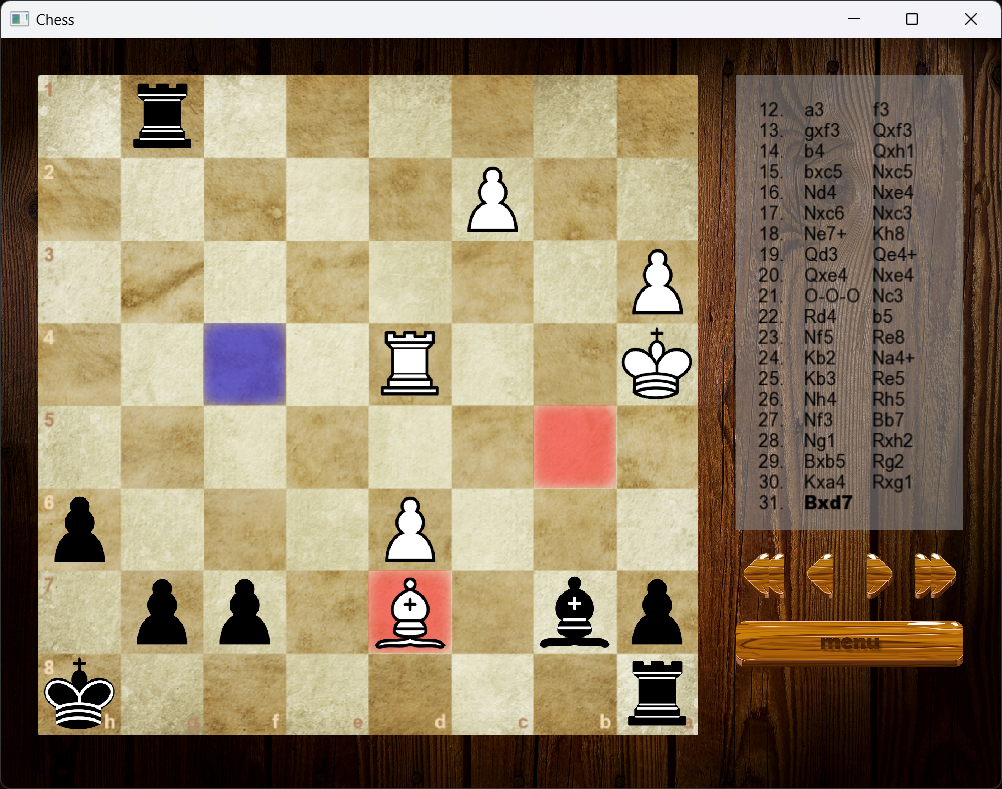 Chess
12. a3 f3
13. gxf3 Qxf3
14. b4 Qxh1
15. bxc5 Nxc5
16. Nd4 Nxe4
17. Nxc6 Nxc3
18. Ne7+ Kh8
19. Qd3 Qe4+
20. Qxe4 Nxe4
21. O-O-O Nc3
22. Rd4 b5
23. Nf5 Re8
24. Kb2 Na4+
25. Kb3 Re5
26. Nh4 Rh5
27. Nf3 Bb7
28. Ng1 Rxh2
29. Bxb5 Rg2
30. Kxa4 Rxg1
31. Bxd7
menu
1
2
3
4
5
6
7
8
h g f e d c b a